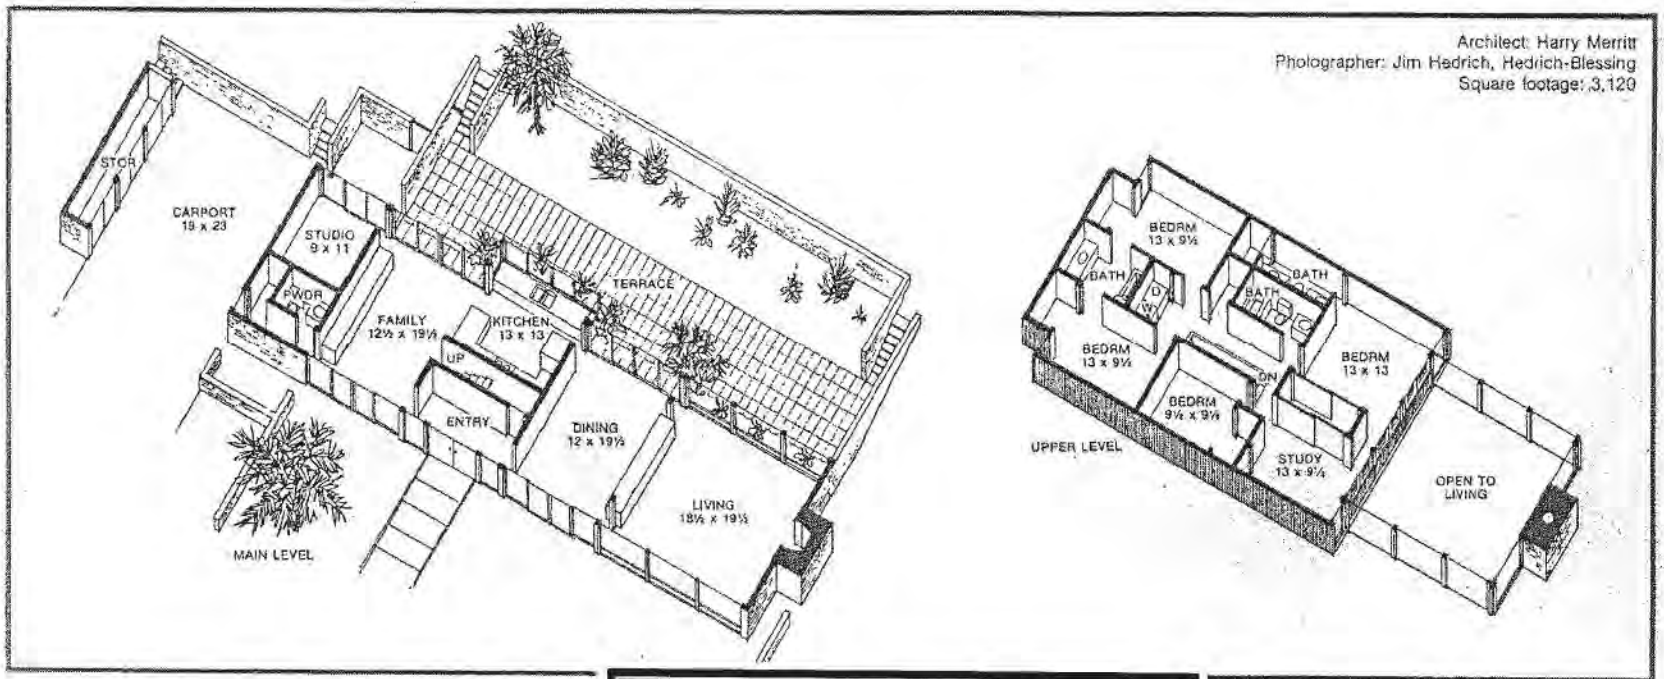 Architect: Harry Merritt
Photographer: Jim Hedrich, Hedrich-Blessing
Square footage: 3,120
STOR
CARPORT
19 x 23
STUDIO
9 x 11
PWDR
FAMILY
12½ x 19½
KITCHEN
13 x 13
UP
ENTRY
TERRACE
DINING
12 x 19½
LIVING
18½ x 19½
MAIN LEVEL
BEDRM
13 x 9½
BATH
D
W
BATH
BATH
BEDRM
13 x 9½
BEDRM
13 x 13
DN
BEDRM
9½ x 9½
STUDY
13 x 9½
UPPER LEVEL
OPEN TO
LIVING